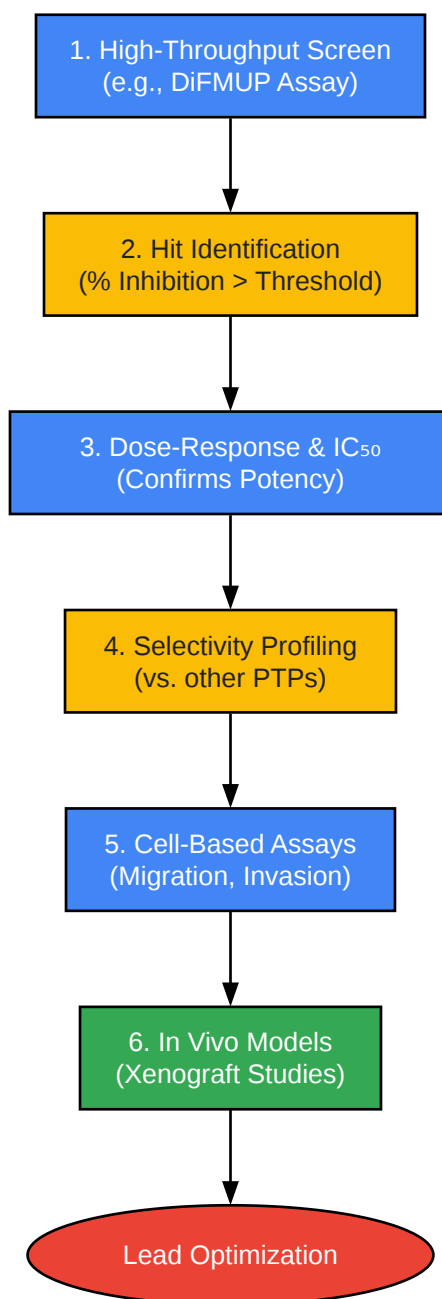 1. High-Throughput Screen
(e.g., DiFMUP Assay)
2. Hit Identification
(% Inhibition > Threshold)
3. Dose-Response & IC₅₀
(Confirms Potency)
4. Selectivity Profiling
(vs. other PTPs)
5. Cell-Based Assays
(Migration, Invasion)
6. In Vivo Models
(Xenograft Studies)
Lead Optimization